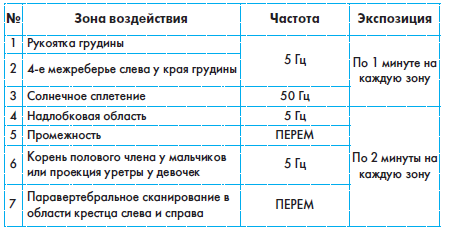 № Зона воздействия Частота Экспозиция
1 Рукоятка грудины
5 Гц
2 4-е межреберье слева у края грудины
По 1 минуте на
каждую зону
3 Солнечное сплетение 50 Гц
4 Надлобковая область 5 Гц
5 Промежность ПЕРЕМ
6 Корень полового члена у мальчиков
или проекция уретры у девочек
5 Гц
По 2 минуты на
каждую зону
7 Паравертебральное сканирование в
области крестца слева и справа
ПЕРЕМ